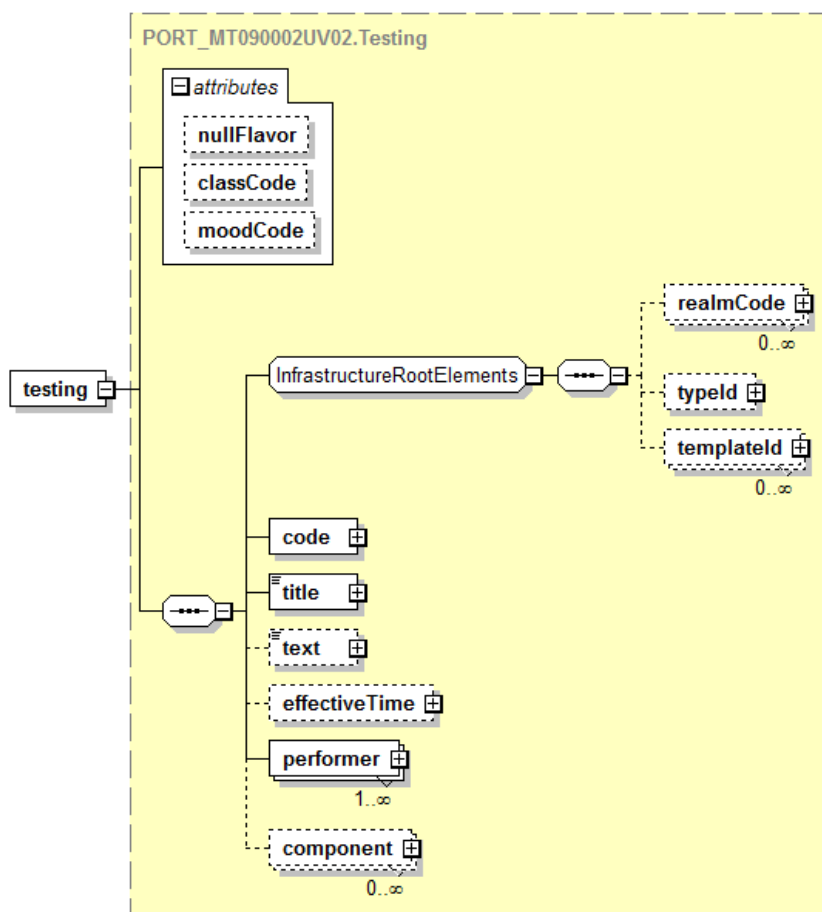 PORT_MT090002UV02.Testing
attributes
nullFlavor
classCode
moodCode
realmCode
0..∞
InfrastructureRootElements
testing
typeId
templateId
0..∞
code
title
text
effectiveTime
performer
1..∞
component
0..∞